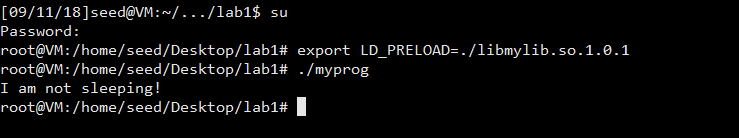 [09/11/18]seed@VM:~/.../lab1$ su
Password:
root@VM:/home/seed/Desktop/lab1# export LD_PRELOAD=./libmylib.so.1.0.1
root@VM:/home/seed/Desktop/lab1# ./myprog
I am not sleeping!
root@VM:/home/seed/Desktop/lab1#